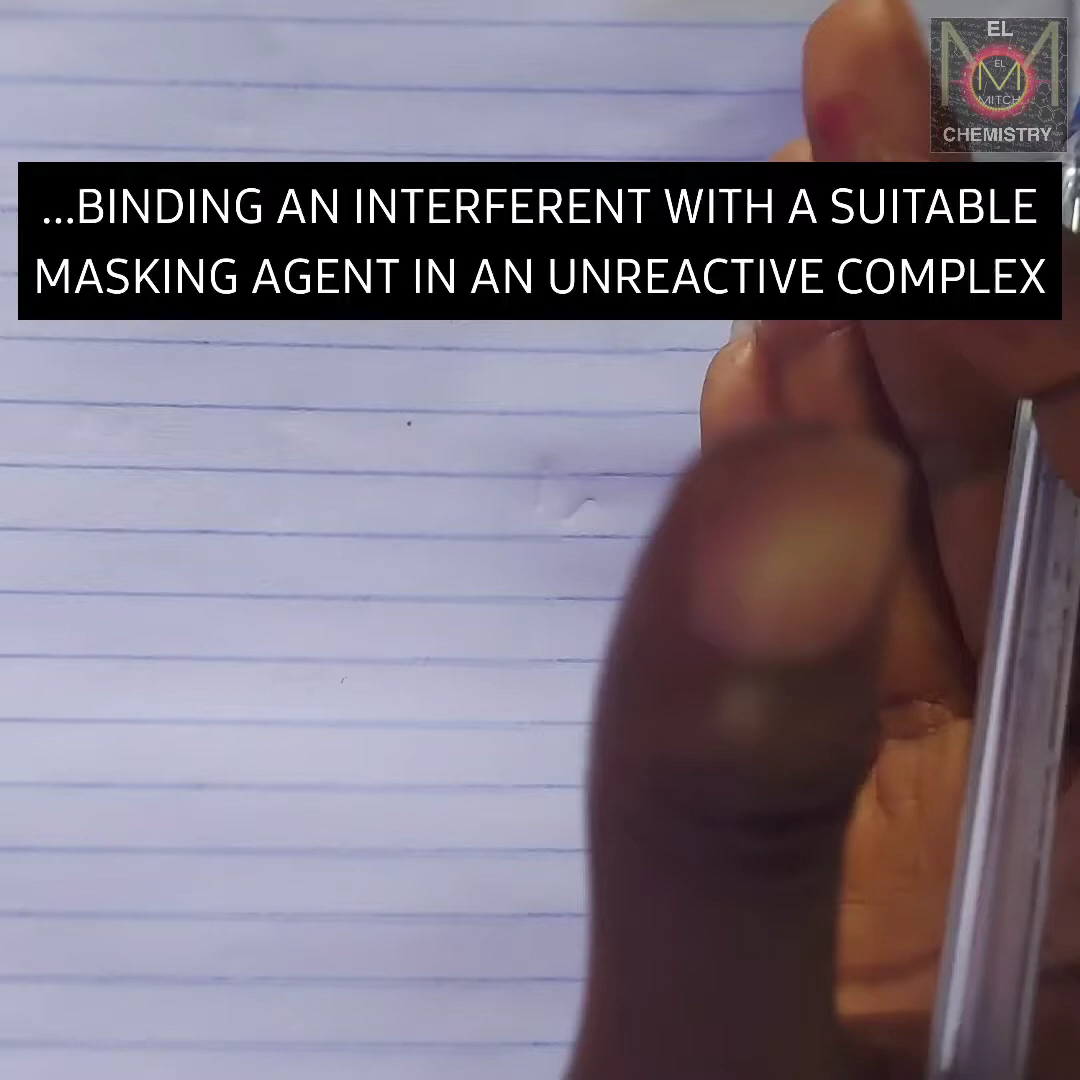 EL
EL
MITCH
CHEMISTRY
...BINDING AN INTERFERENT WITH A SUITABLE
MASKING AGENT IN AN UNREACTIVE COMPLEX